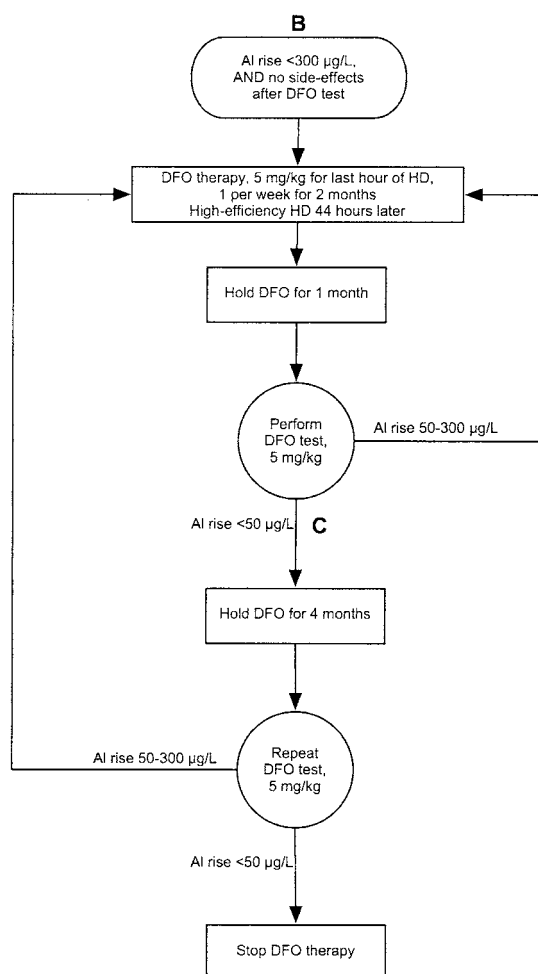 B
Al rise <300 µg/L,
AND no side-effects
after DFO test
DFO therapy, 5 mg/kg for last hour of HD,
1 per week for 2 months
High-efficiency HD 44 hours later
Hold DFO for 1 month
Perform
DFO test,
5 mg/kg
Al rise 50-300 µg/L
Al rise <50 µg/L
C
Hold DFO for 4 months
Repeat
DFO test,
5 mg/kg
Al rise 50-300 µg/L
Al rise <50 µg/L
Stop DFO therapy